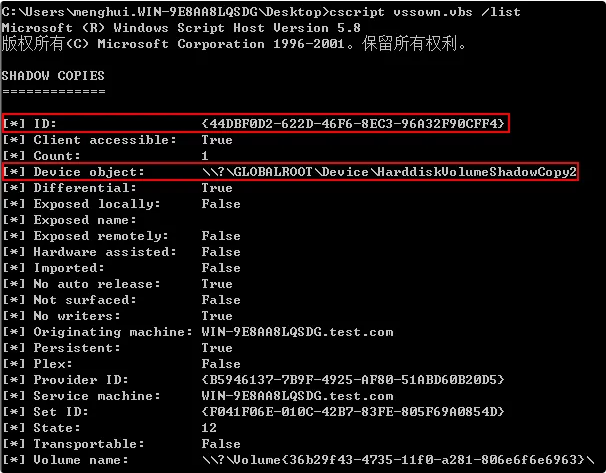 C:\Users\menghui.WIN-9E8AA8LQSDG\Desktop>cscript vssown.vbs /list
Microsoft (R) Windows Script Host Version 5.8
版权所有(C) Microsoft Corporation 1996-2001。保留所有权利。
SHADOW COPIES
=============
[*] ID: {44DBF0D2-622D-46F6-8EC3-96A32F90CFF4}
[*] Client accessible: True
[*] Count: 1
[*] Device object: \\?\GLOBALROOT\Device\HarddiskVolumeShadowCopy2
[*] Differential: True
[*] Exposed locally: False
[*] Exposed name:
[*] Exposed remotely: False
[*] Hardware assisted: False
[*] Imported: False
[*] No auto release: True
[*] Not surfaced: False
[*] No writers: True
[*] Originating machine: WIN-9E8AA8LQSDG.test.com
[*] Persistent: True
[*] Plex: False
[*] Provider ID: {B5946137-7B9F-4925-AF80-51ABD60B20D5}
[*] Service machine: WIN-9E8AA8LQSDG.test.com
[*] Set ID: {F041F06E-010C-42B7-83FE-805F69A0854D}
[*] State: 12
[*] Transportable: False
[*] Volume name: \\?\Volume{36b29f43-4735-11f0-a281-806e6f6e6963}\